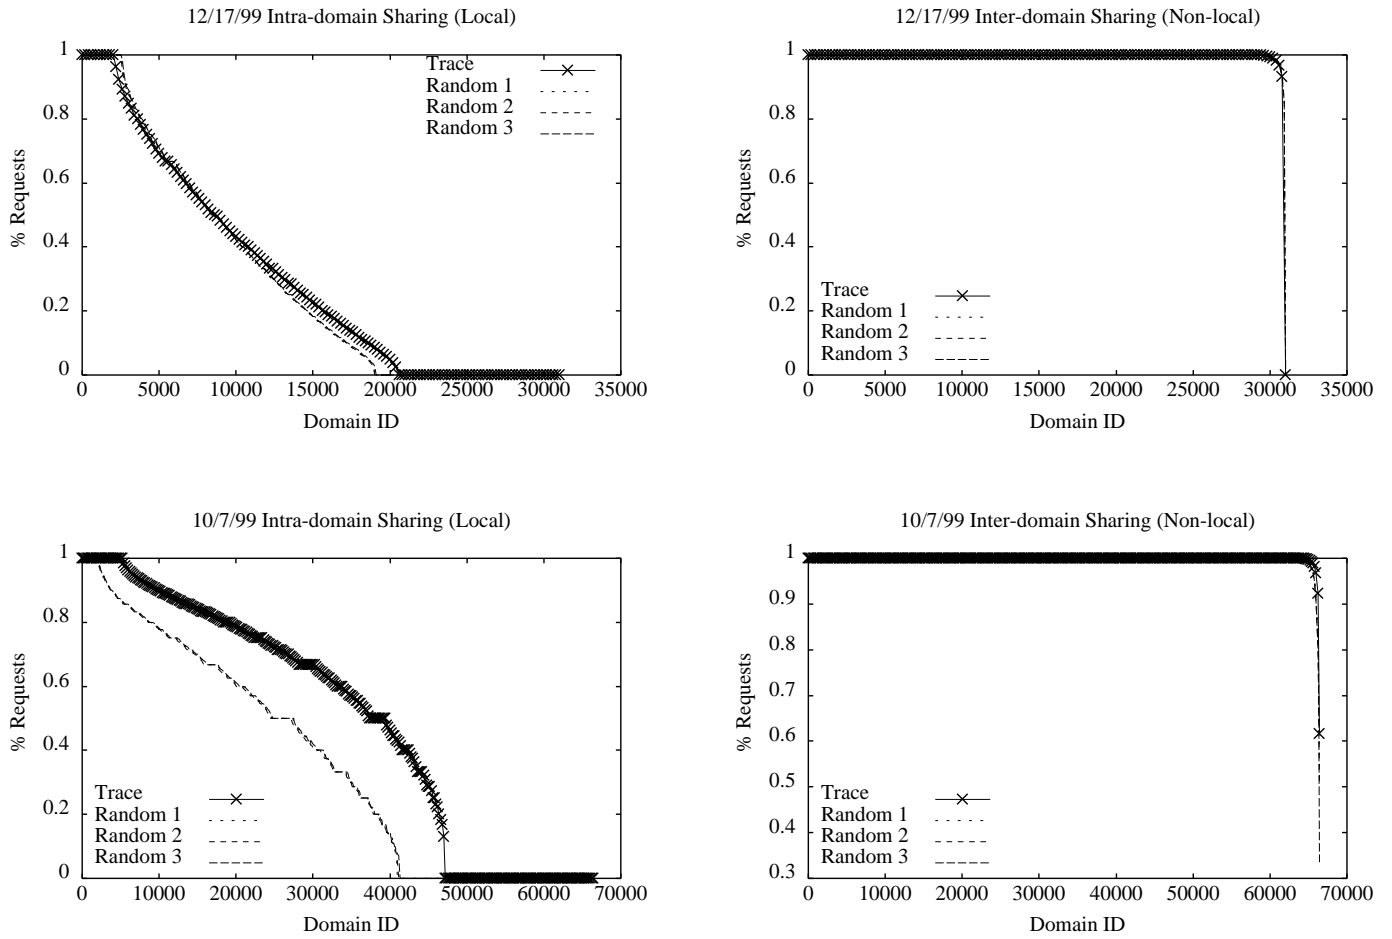 12/17/99 Intra-domain Sharing (Local)
% Requests
1
0.8
0.6
0.4
0.2
0
Trace
Random 1
Random 2
Random 3
0 5000 10000 15000 20000 25000 30000 35000
Domain ID
12/17/99 Inter-domain Sharing (Non-local)
% Requests
1
0.8
0.6
0.4
0.2
0
Trace
Random 1
Random 2
Random 3
0 5000 10000 15000 20000 25000 30000 35000
Domain ID
10/7/99 Intra-domain Sharing (Local)
% Requests
1
0.8
0.6
0.4
0.2
0
Trace
Random 1
Random 2
Random 3
0 10000 20000 30000 40000 50000 60000 70000
Domain ID
10/7/99 Inter-domain Sharing (Non-local)
% Requests
1
0.9
0.8
0.7
0.6
0.5
0.4
0.3
Trace
Random 1
Random 2
Random 3
0 10000 20000 30000 40000 50000 60000 70000
Domain ID